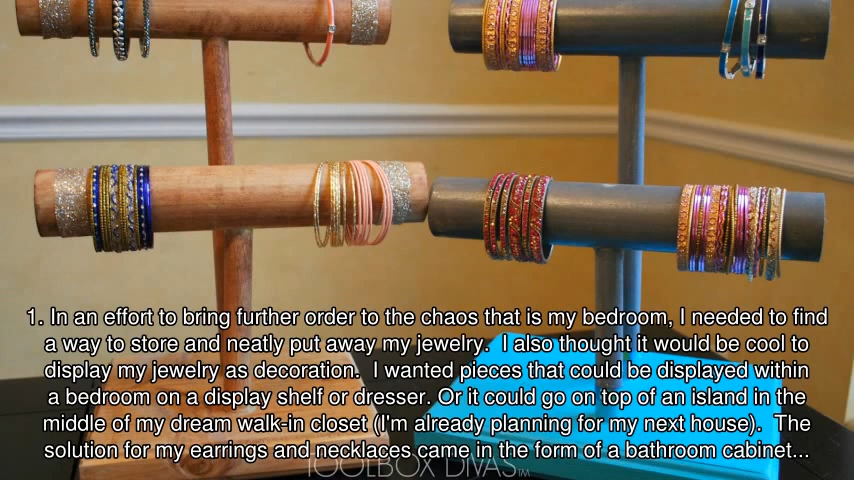 1. In an effort to bring further order to the chaos that is my bedroom, I needed to find
a way to store and neatly put away my jewelry.  I also thought it would be cool to
display my jewelry as decoration.  I wanted pieces that could be displayed within
a bedroom on a display shelf or dresser. Or it could go on top of an island in the
middle of my dream walk-in closet (I'm already planning for my next house).  The
solution for my earrings and necklaces came in the form of a bathroom cabinet...
TOOLBOX DIVAS™